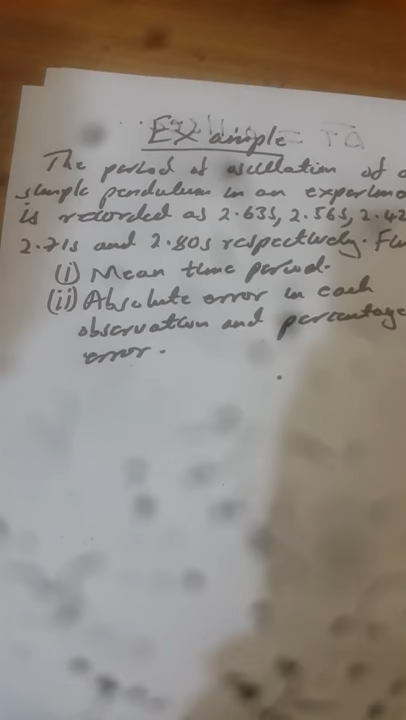 Example
The period of oscillation of a
simple pendulum in an experime
is recorded as 2.63s, 2.56s, 2.42
2.71s and 2.80s respectively. Fin
(i) Mean time period.
(ii) Absolute error in each
observation and percentage
error.